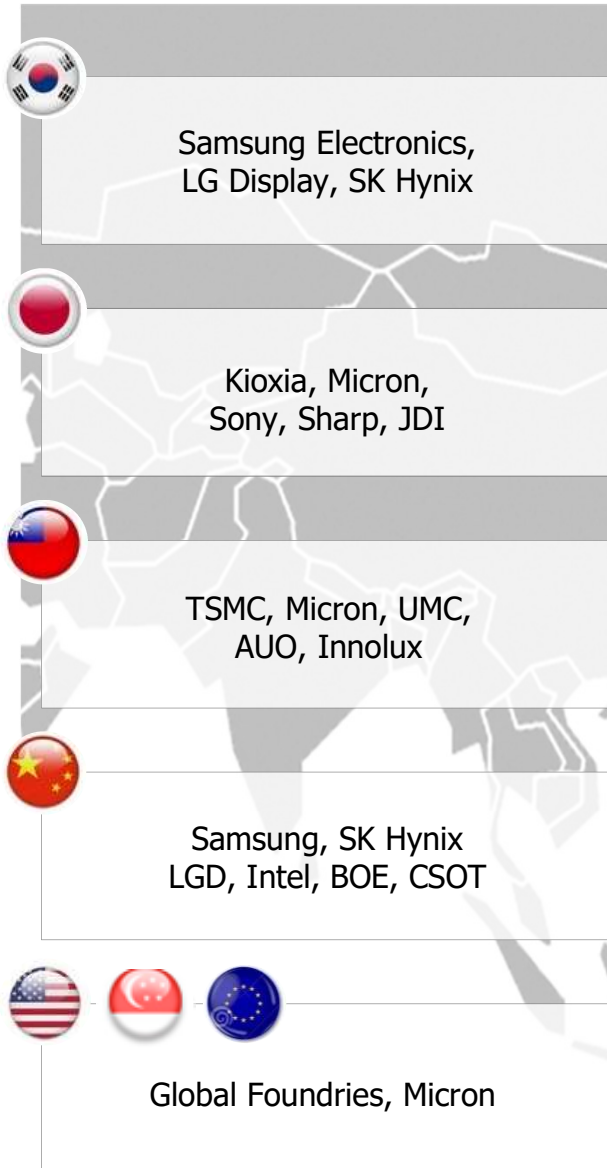 Samsung Electronics,
LG Display, SK Hynix
Kioxia, Micron,
Sony, Sharp, JDI
TSMC, Micron, UMC,
AUO, Innolux
Samsung, SK Hynix
LGD, Intel, BOE, CSOT
Global Foundries, Micron